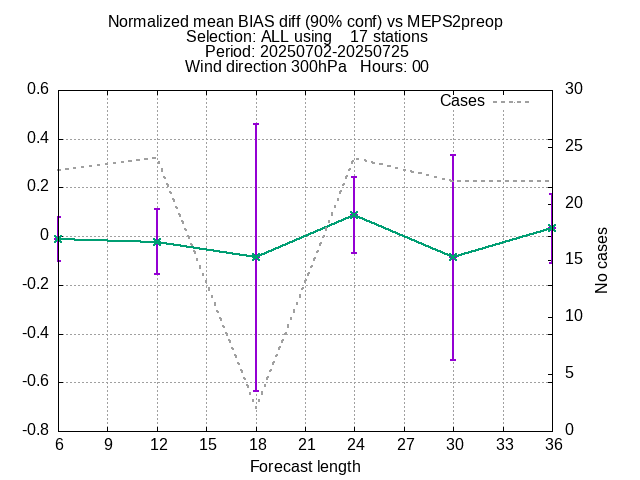 Normalized mean BIAS diff (90% conf) vs MEPS2preop
Selection: ALL using    17 stations
Period: 20250702-20250725
Wind direction 300hPa   Hours: 00
Cases
0.6
0.4
0.2
0
-0.2
-0.4
-0.6
-0.8
30
25
20
15
10
5
0
No cases
6 9 12 15 18 21 24 27 30 33 36
Forecast length